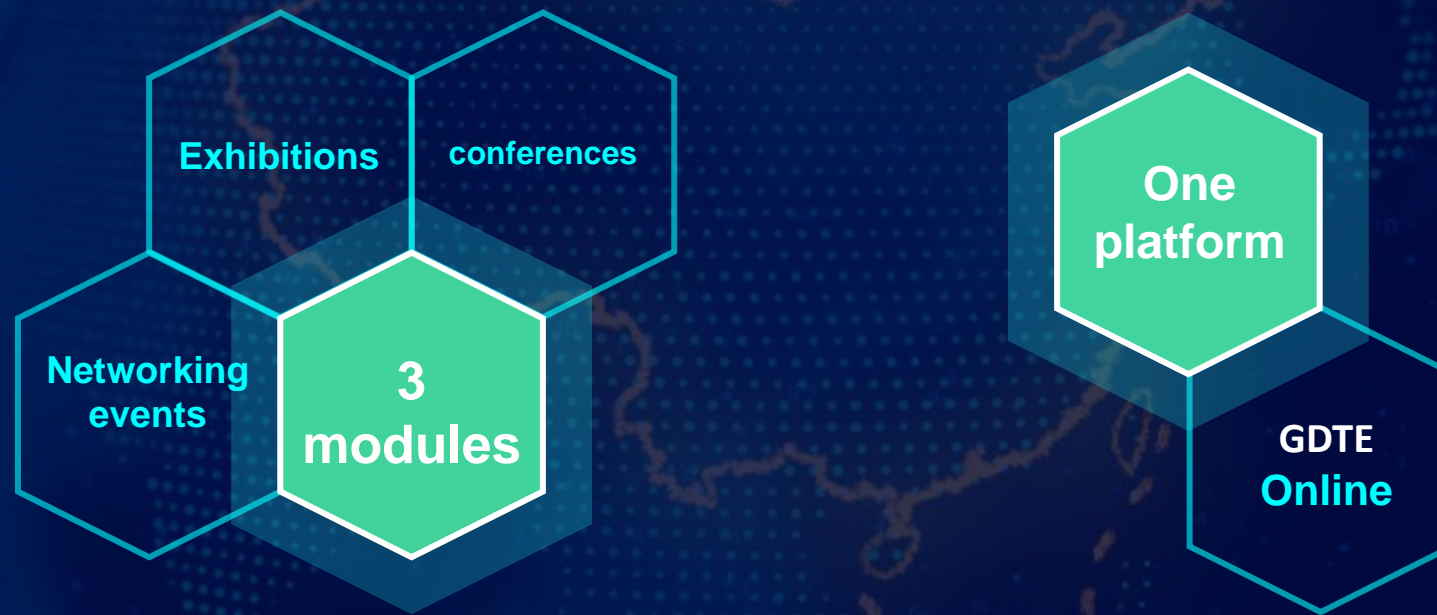 Exhibitions
conferences
Networking
events
3
modules
One
platform
GDTE
Online